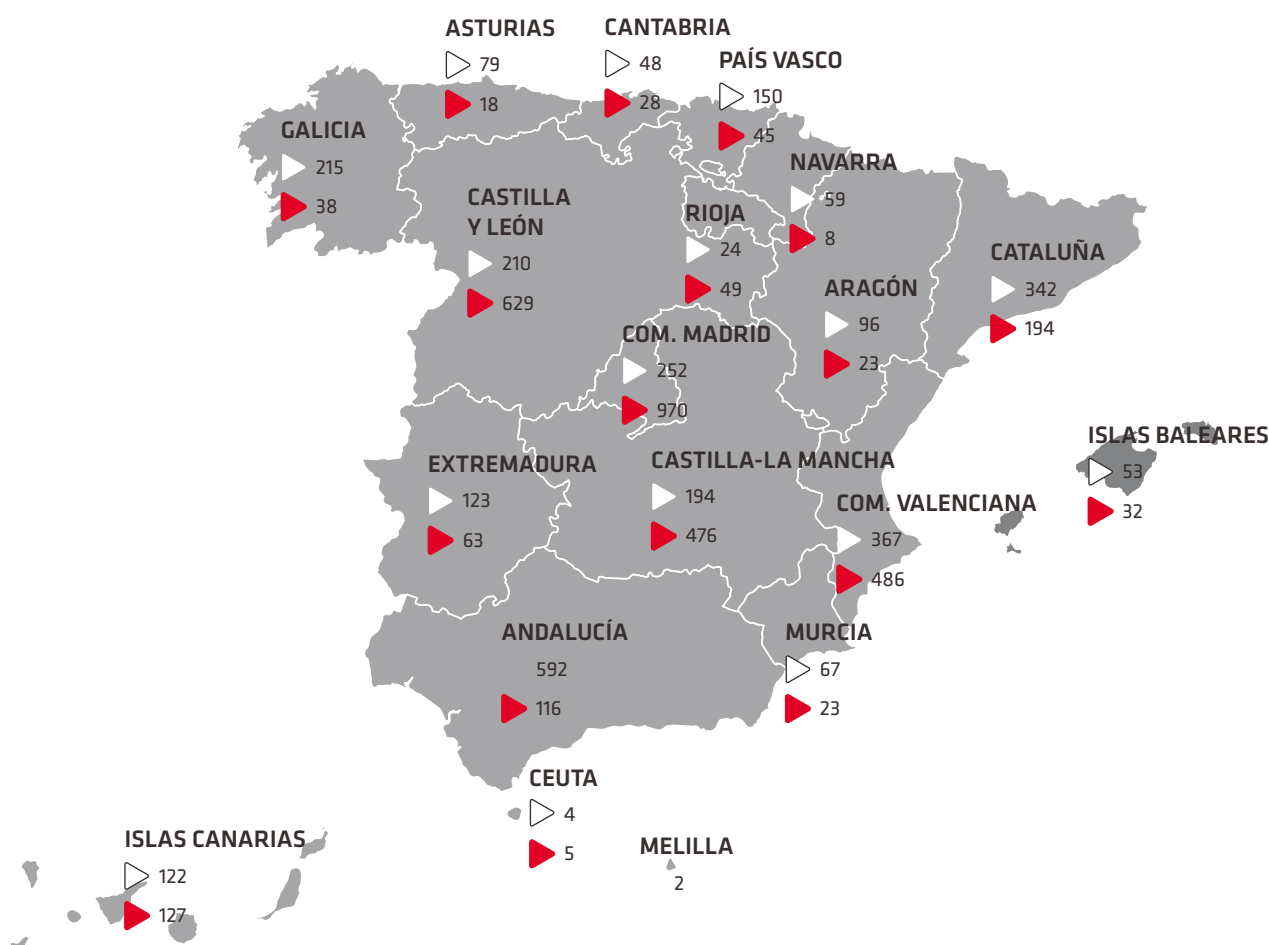 ASTURIAS
79
18
CANTABRIA
48
28
PAÍS VASCO
150
45
GALICIA
215
38
NAVARRA
59
8
CASTILLA
Y LEÓN
210
629
RIOJA
24
49
CATALUÑA
342
194
ARAGÓN
96
23
COM. MADRID
252
970
ISLAS BALEARES
53
32
EXTREMADURA
123
63
CASTILLA-LA MANCHA
194
476
COM. VALENCIANA
367
486
ANDALUCÍA
592
116
MURCIA
67
23
CEUTA
4
5
ISLAS CANARIAS
122
127
MELILLA
2